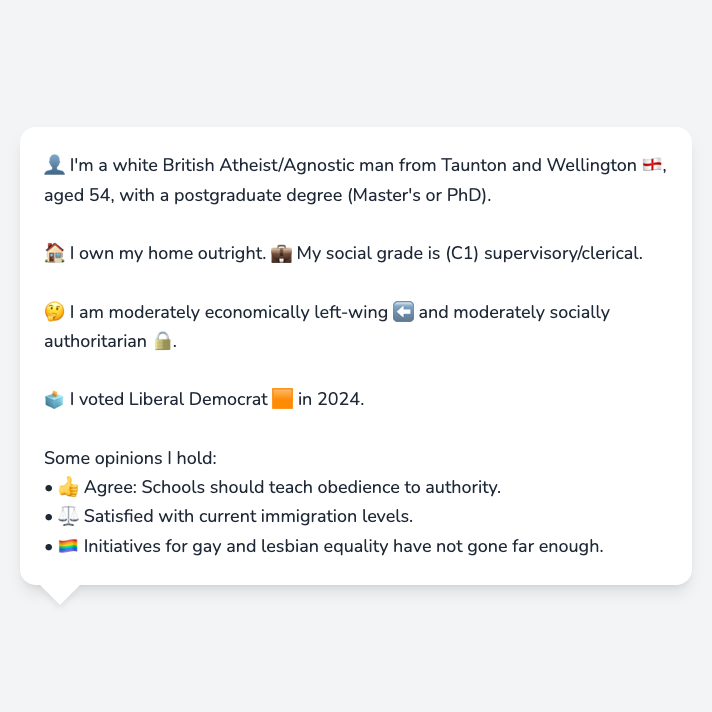 👤 I'm a white British Atheist/Agnostic man from Taunton and Wellington 🏴󠁧󠁢󠁥󠁮󠁧󠁿,
aged 54, with a postgraduate degree (Master's or PhD).
🏠 I own my home outright. 💼 My social grade is (C1) supervisory/clerical.
🤔 I am moderately economically left-wing ⬅️ and moderately socially
authoritarian 🔒.
🗳️ I voted Liberal Democrat 🟧 in 2024.
Some opinions I hold:
• 👍 Agree: Schools should teach obedience to authority.
• ⚖️ Satisfied with current immigration levels.
• 🏳️‍🌈 Initiatives for gay and lesbian equality have not gone far enough.